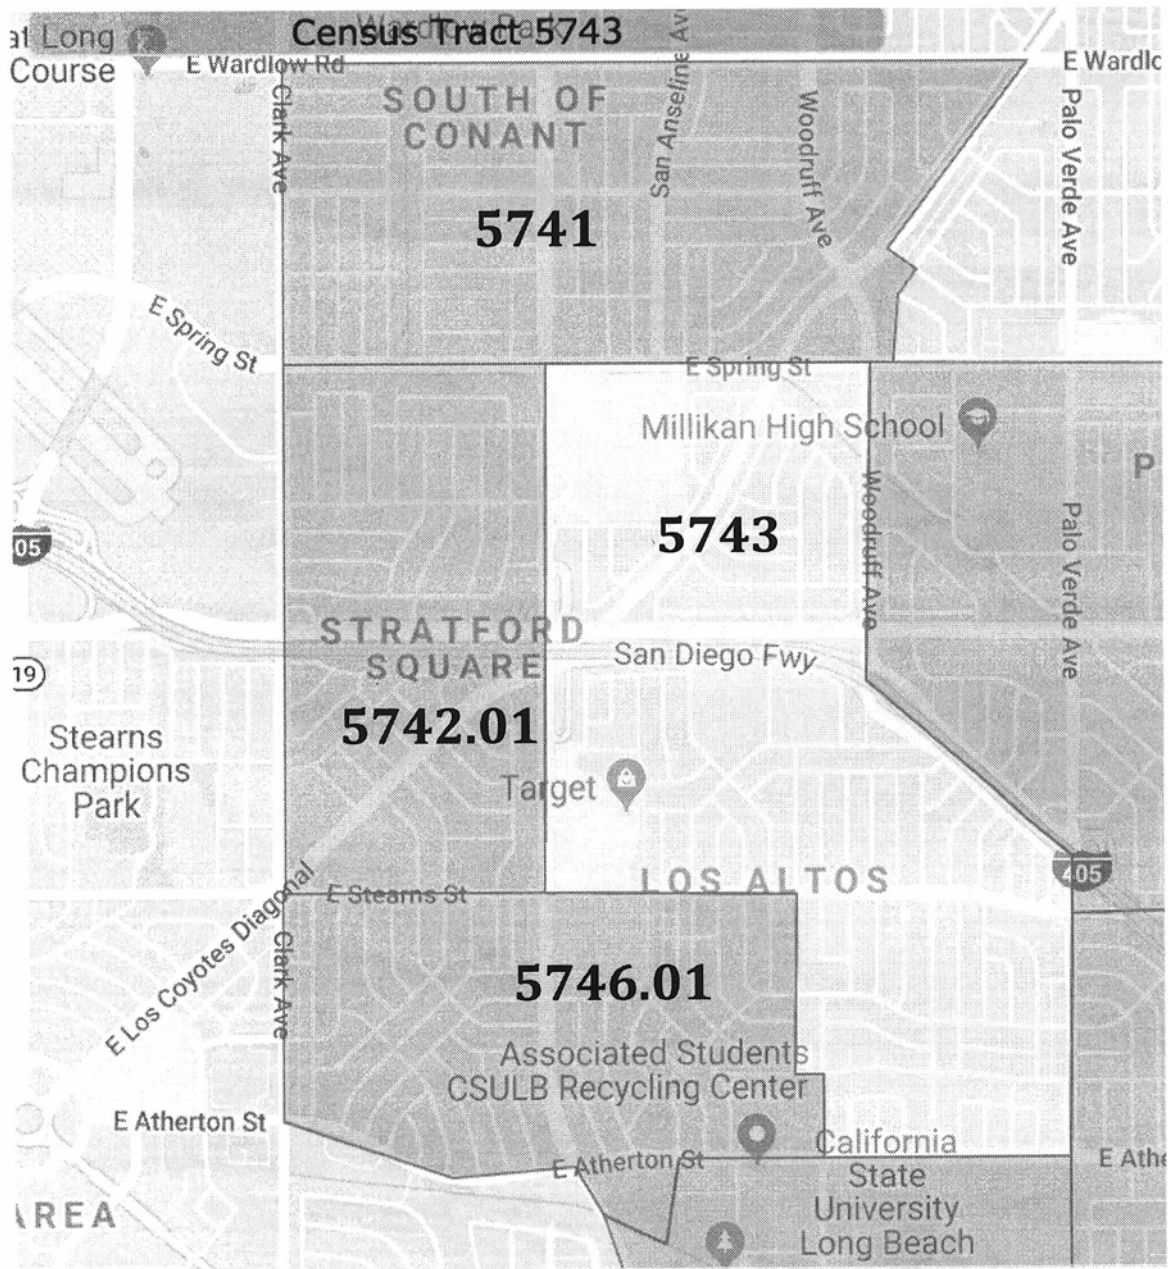 Wardlow Park
Census Tract 5743
at Long
Course
E Wardlow Rd
E Wardlo
Clark Ave
SOUTH OF
CONANT
San Anseline Av
Woodruff Ave
Palo Verde Ave
5741
E Spring St
E Spring St
Millikan High School
P
Woodruff Ave
Palo Verde Ave
5743
05
STRATFORD
SQUARE
San Diego Fwy
19
5742.01
Stearns
Champions
Park
Target
LOS ALTOS
405
E Stearns St
E Los Coyotes Diagonal
Clark Ave
5746.01
Associated Students
CSULB Recycling Center
E Atherton St
E Atherton St
California
State
University
Long Beach
E Athe
AREA